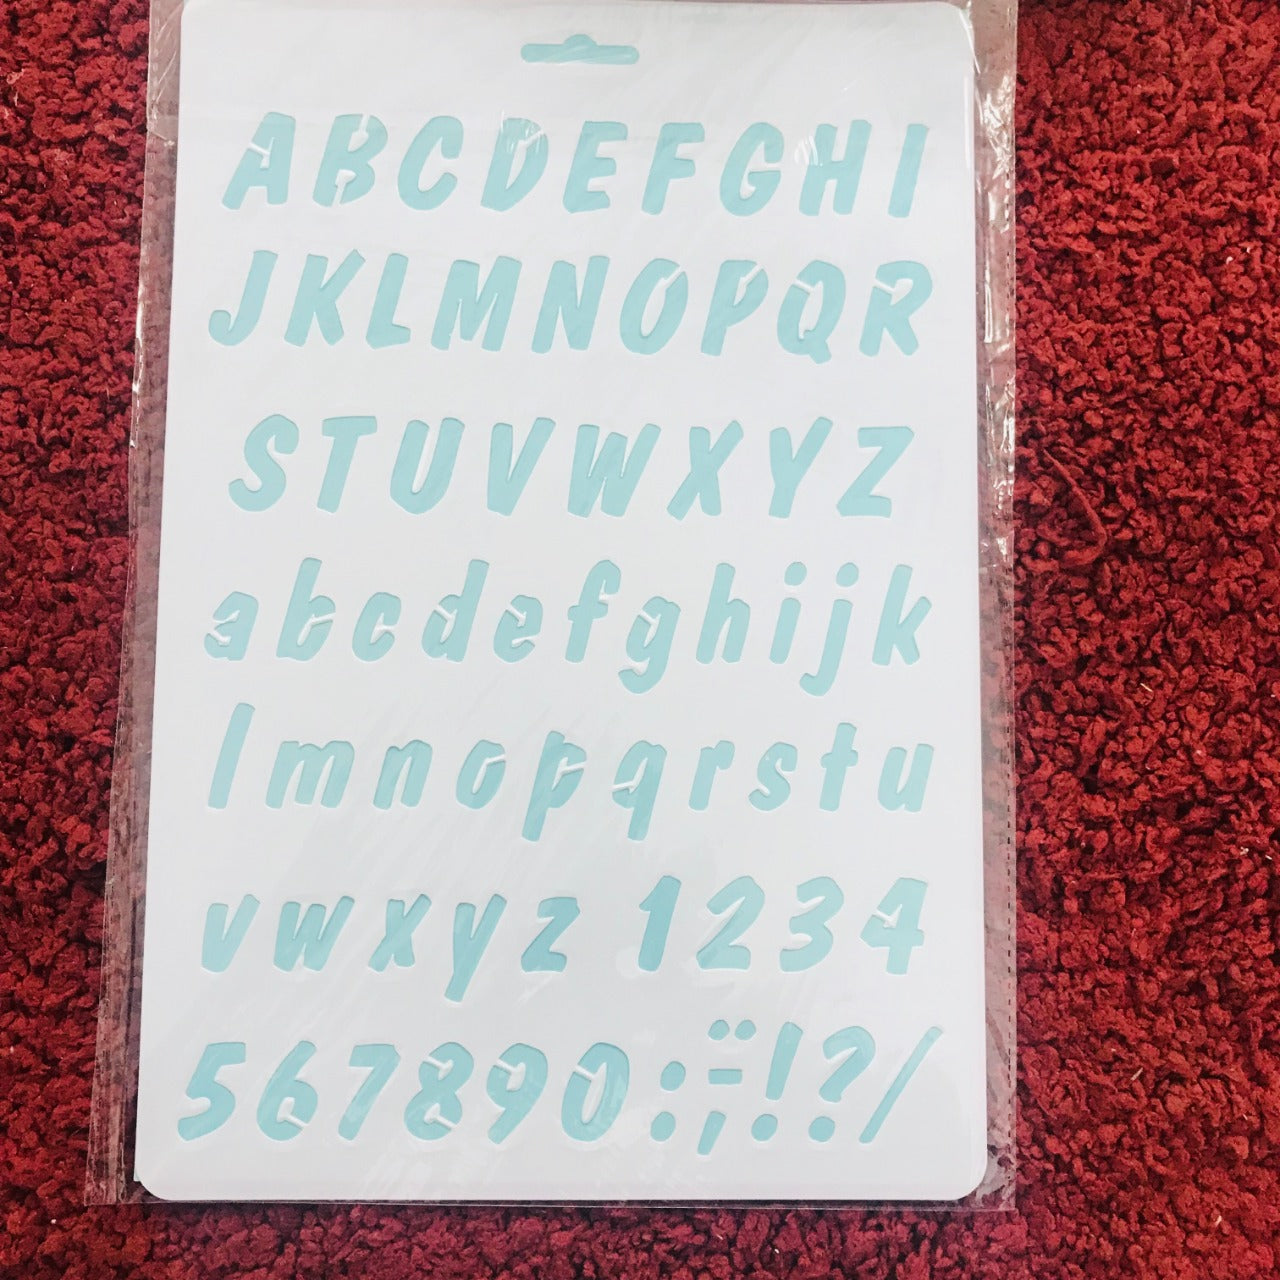 ABCDEFGHI
JKLMNOPQR
STUVWXYZ
abcdefghijk
lmnopqrstu
vwxyz 1234
567890:¨-,!?/